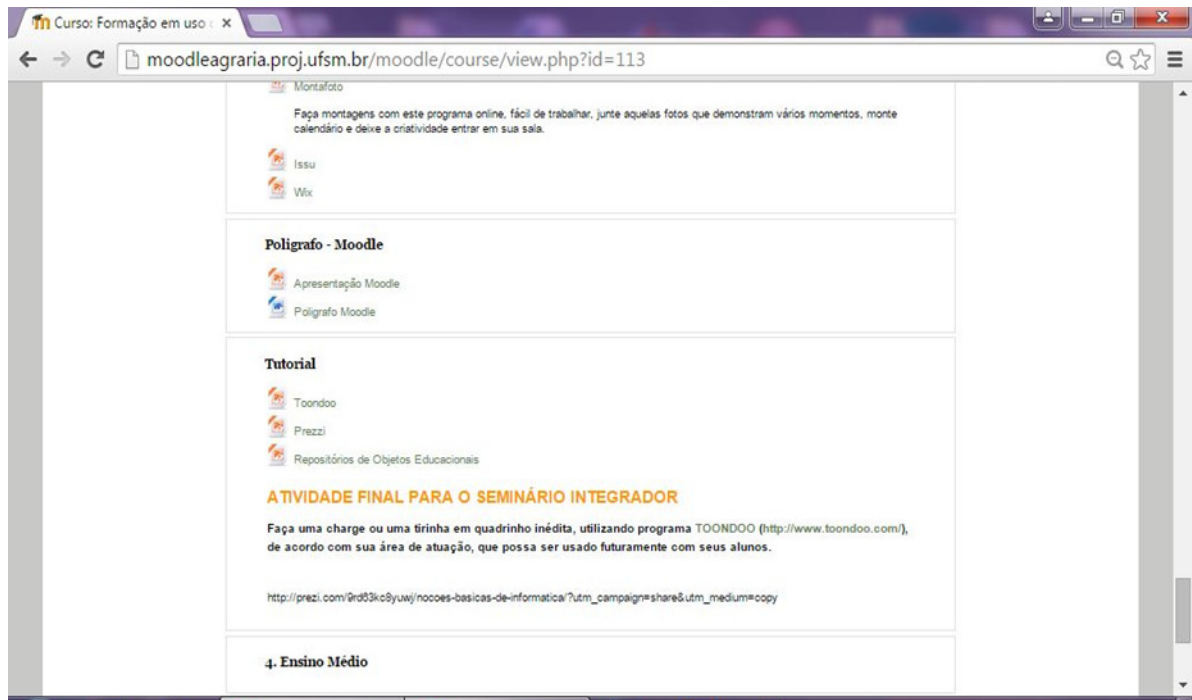 Curso: Formação em uso
moodleagraria.proj.ufsm.br/moodle/course/view.php?id=113
Montafoto
Faça montagens com este programa online, fácil de trabalhar, junte aquelas fotos que demonstram vários momentos, monte
calendário e deixe a criatividade entrar em sua sala.
Issu
Wix
Poligrafo - Moodle
Apresentação Moodle
Poligrafo Moodle
Tutorial
Toondoo
Prezzi
Repositórios de Objetos Educacionais
ATIVIDADE FINAL PARA O SEMINÁRIO INTEGRADOR
Faça uma charge ou uma tirinha em quadrinho inédita, utilizando programa TOONDOO (http://www.toondoo.com/),
de acordo com sua área de atuação, que possa ser usado futuramente com seus alunos.
http://prezi.com/9rd63kc8yuwj/nocoes-basicas-de-informatica/?utm_campaign=share&utm_medium=copy
4. Ensino Médio